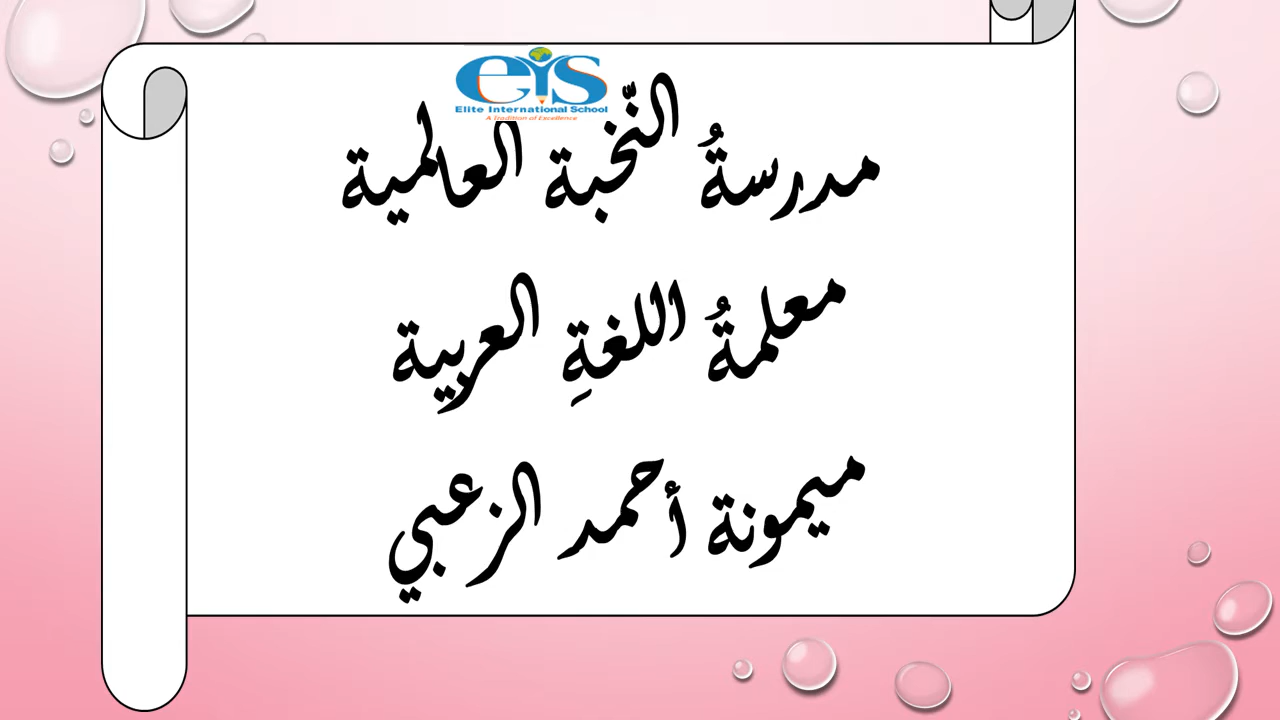 eis
Elite International School
A Tradition of Excellence
مدرسةُ النّخبة العالمية
معلمةُ اللغةِ العربية
ميمونة أحمد الزعبي